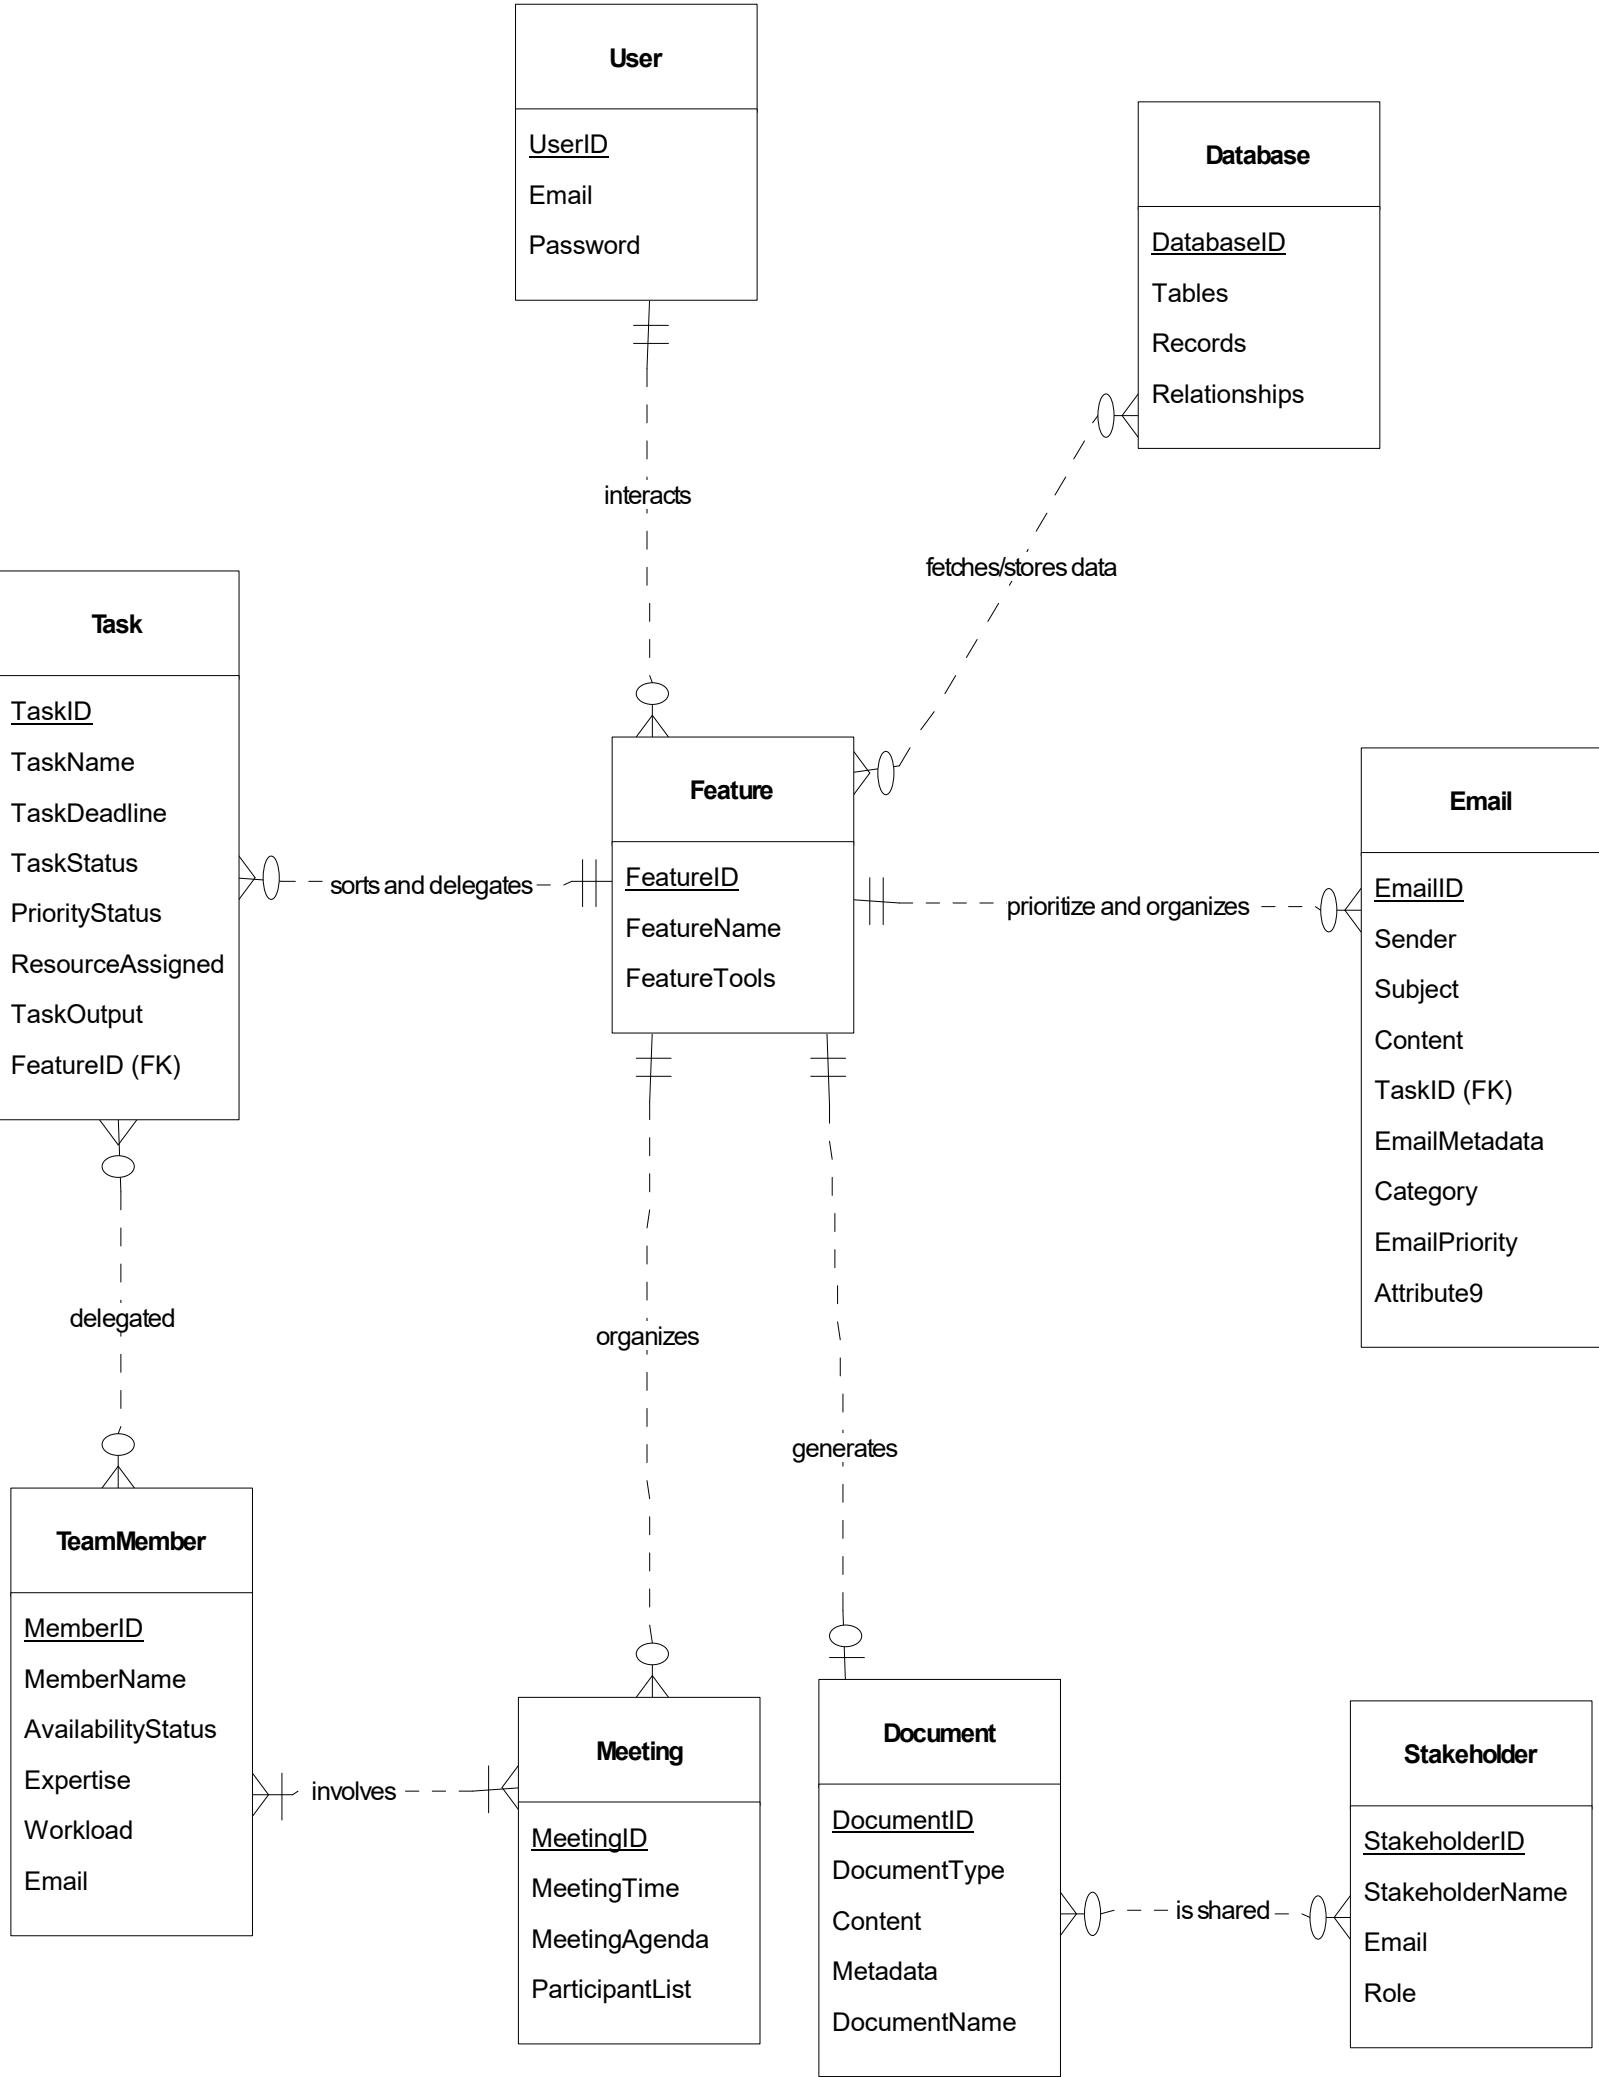 User
UserID
Email
Password
Database
DatabaseID
Tables
Records
Relationships
interacts
fetches/stores data
Task
TaskID
TaskName
TaskDeadline
TaskStatus
PriorityStatus
ResourceAssigned
TaskOutput
FeatureID (FK)
sorts and delegates
Feature
FeatureID
FeatureName
FeatureTools
prioritize and organizes
Email
EmailID
Sender
Subject
Content
TaskID (FK)
EmailMetadata
Category
EmailPriority
Attribute9
delegated
organizes
generates
TeamMember
MemberID
MemberName
AvailabilityStatus
Expertise
Workload
Email
involves
Meeting
MeetingID
MeetingTime
MeetingAgenda
ParticipantList
Document
DocumentID
DocumentType
Content
Metadata
DocumentName
is shared
Stakeholder
StakeholderID
StakeholderName
Email
Role